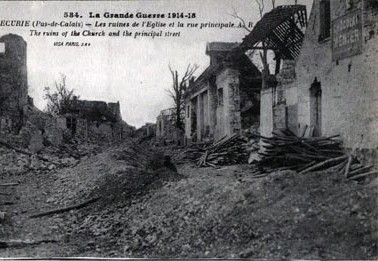 584. La Grande Guerre 1914-15
ECURIE (Pas-de-Calais) - Les ruines de l'Eglise et la rue principale. A. R
The ruins of the Church and the principal street
VISA PARIS, 584